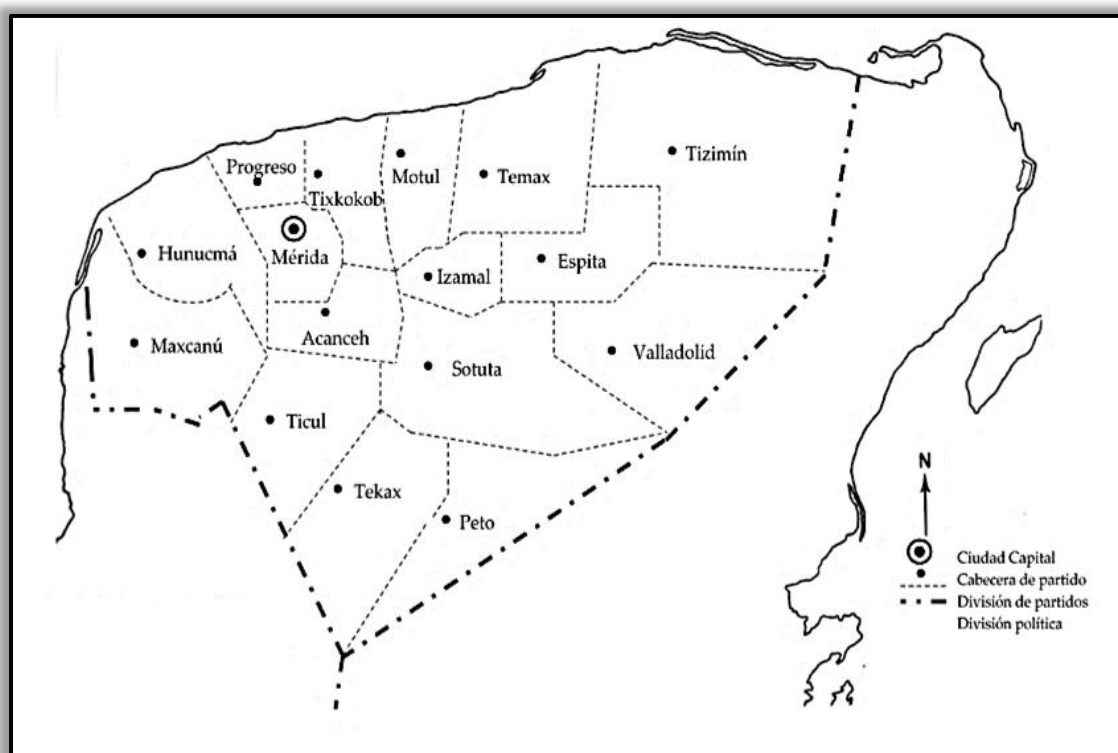 Tizimín
Motul
Progreso
Temax
Tixkokob
Hunucmá
Mérida
Espita
Izamal
Acanceh
Maxcanú
Valladolid
Sotuta
Ticul
N
Tekax
Peto
Ciudad Capital
Cabecera de partido
División de partidos
División política